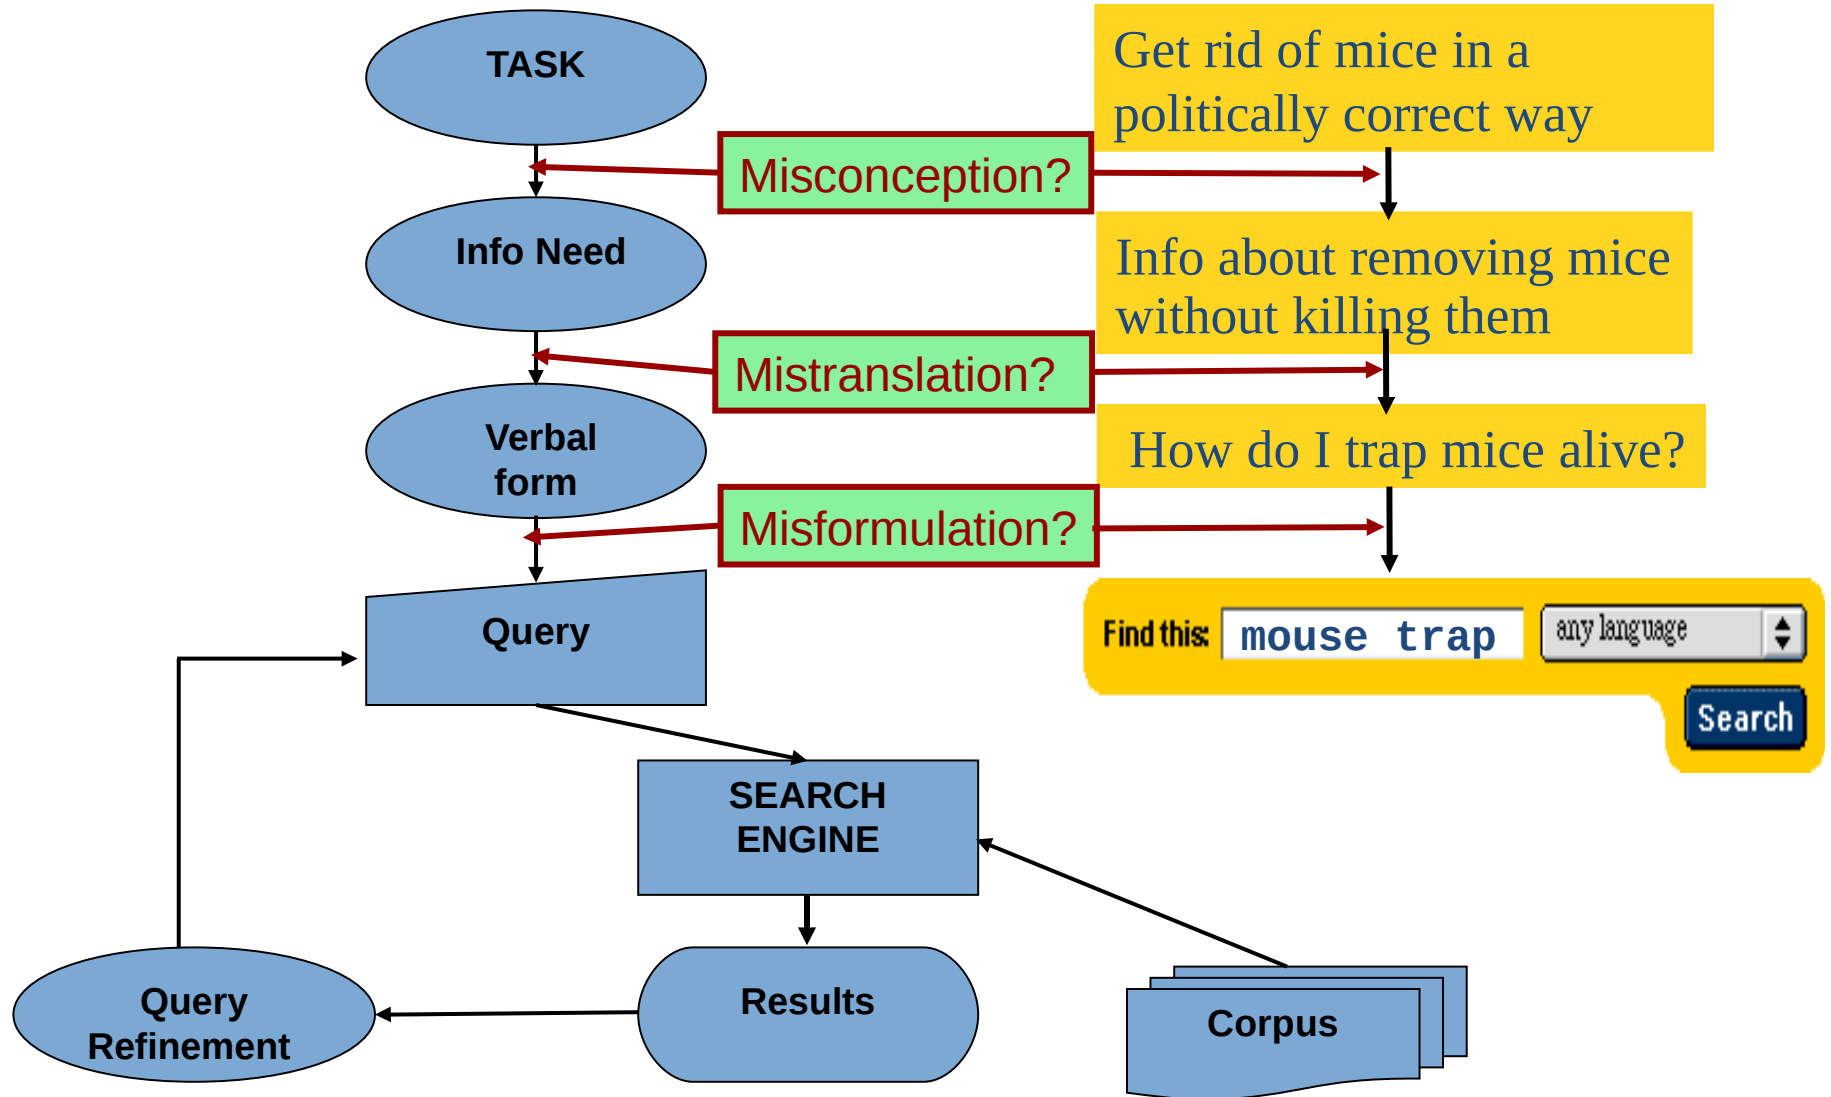 TASK
Get rid of mice in a
politically correct way
Misconception?
Info Need
Info about removing mice
without killing them
Mistranslation?
Verbal
form
How do I trap mice alive?
Misformulation?
Query
Find this:
mouse trap
any language
Search
SEARCH
ENGINE
Results
Query
Refinement
Corpus